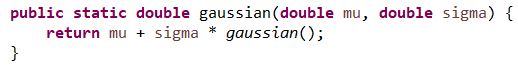 public static double gaussian(double mu, double sigma) {
    return mu + sigma * gaussian();
}